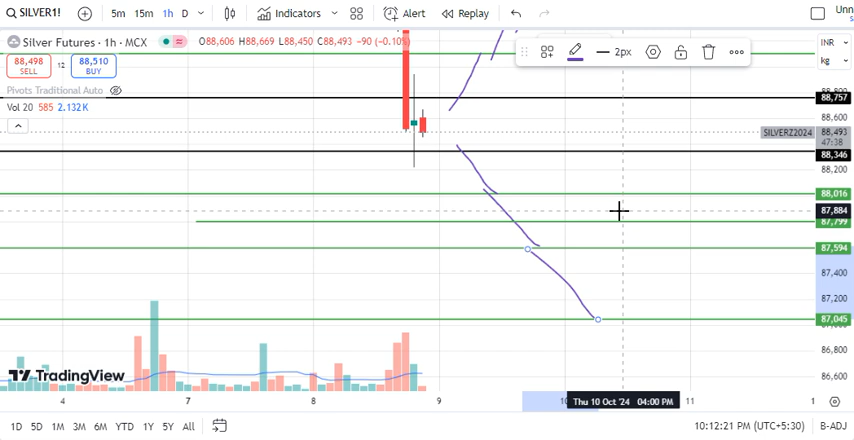 SILVER1! 5m 15m 1h D Indicators Alert Replay Unn
Silver Futures · 1h · MCX O88,606 H88,669 L88,450 C88,493 −90 (−0.10%) INR
88,498 SELL 12 88,510 BUY 2px kg
Pivots Traditional Auto
Vol 20 585 2.132K
88,757
88,600
SILVERZ2024 88,493
47:38
88,346
88,200
88,016
87,884
87,799
87,594
87,400
87,200
87,045
86,800
86,600
TradingView
4 7 8 9 10 Thu 10 Oct '24 04:00 PM 11 1
1D 5D 1M 3M 6M YTD 1Y 5Y All 10:12:21 PM (UTC+5:30) B-ADJ